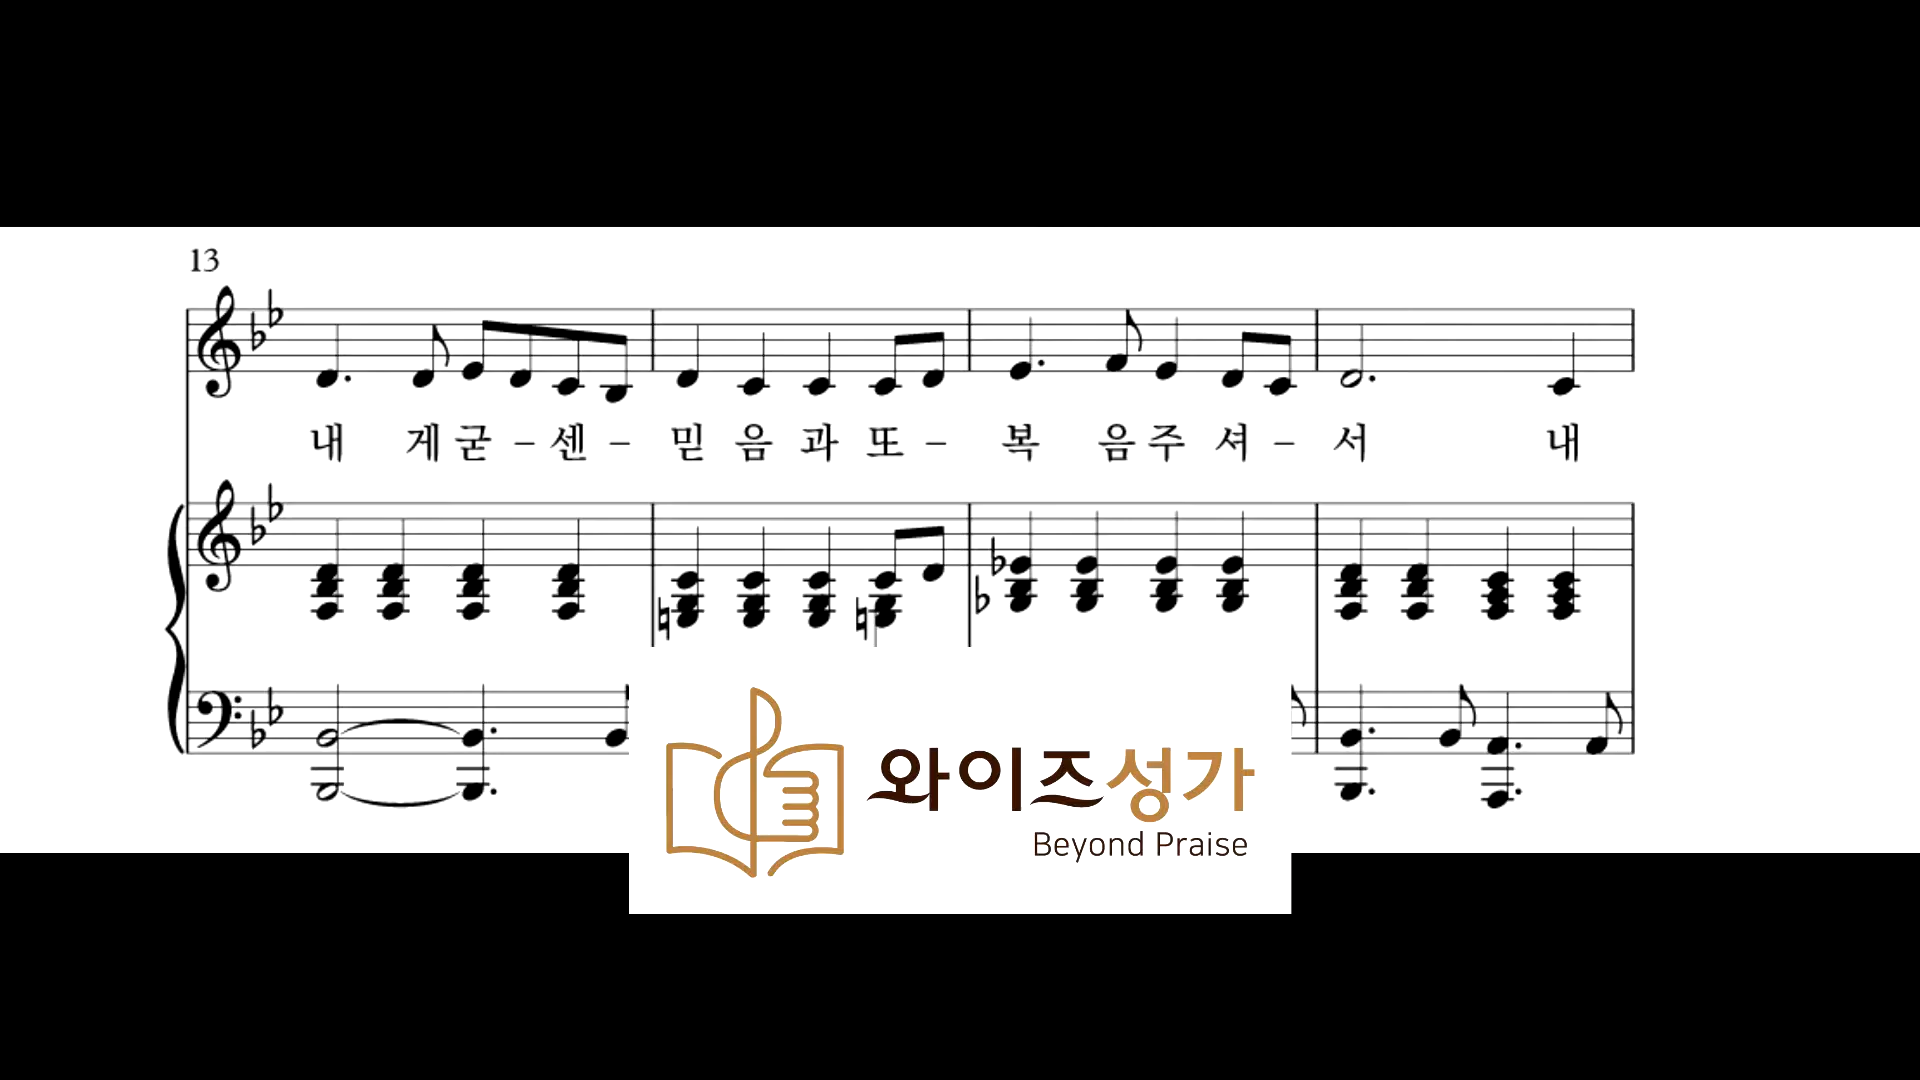 13
내 게 굳 – 센 – 믿 음 과 또 – 복 음 주 셔 – 서 내
와이즈성가
Beyond Praise